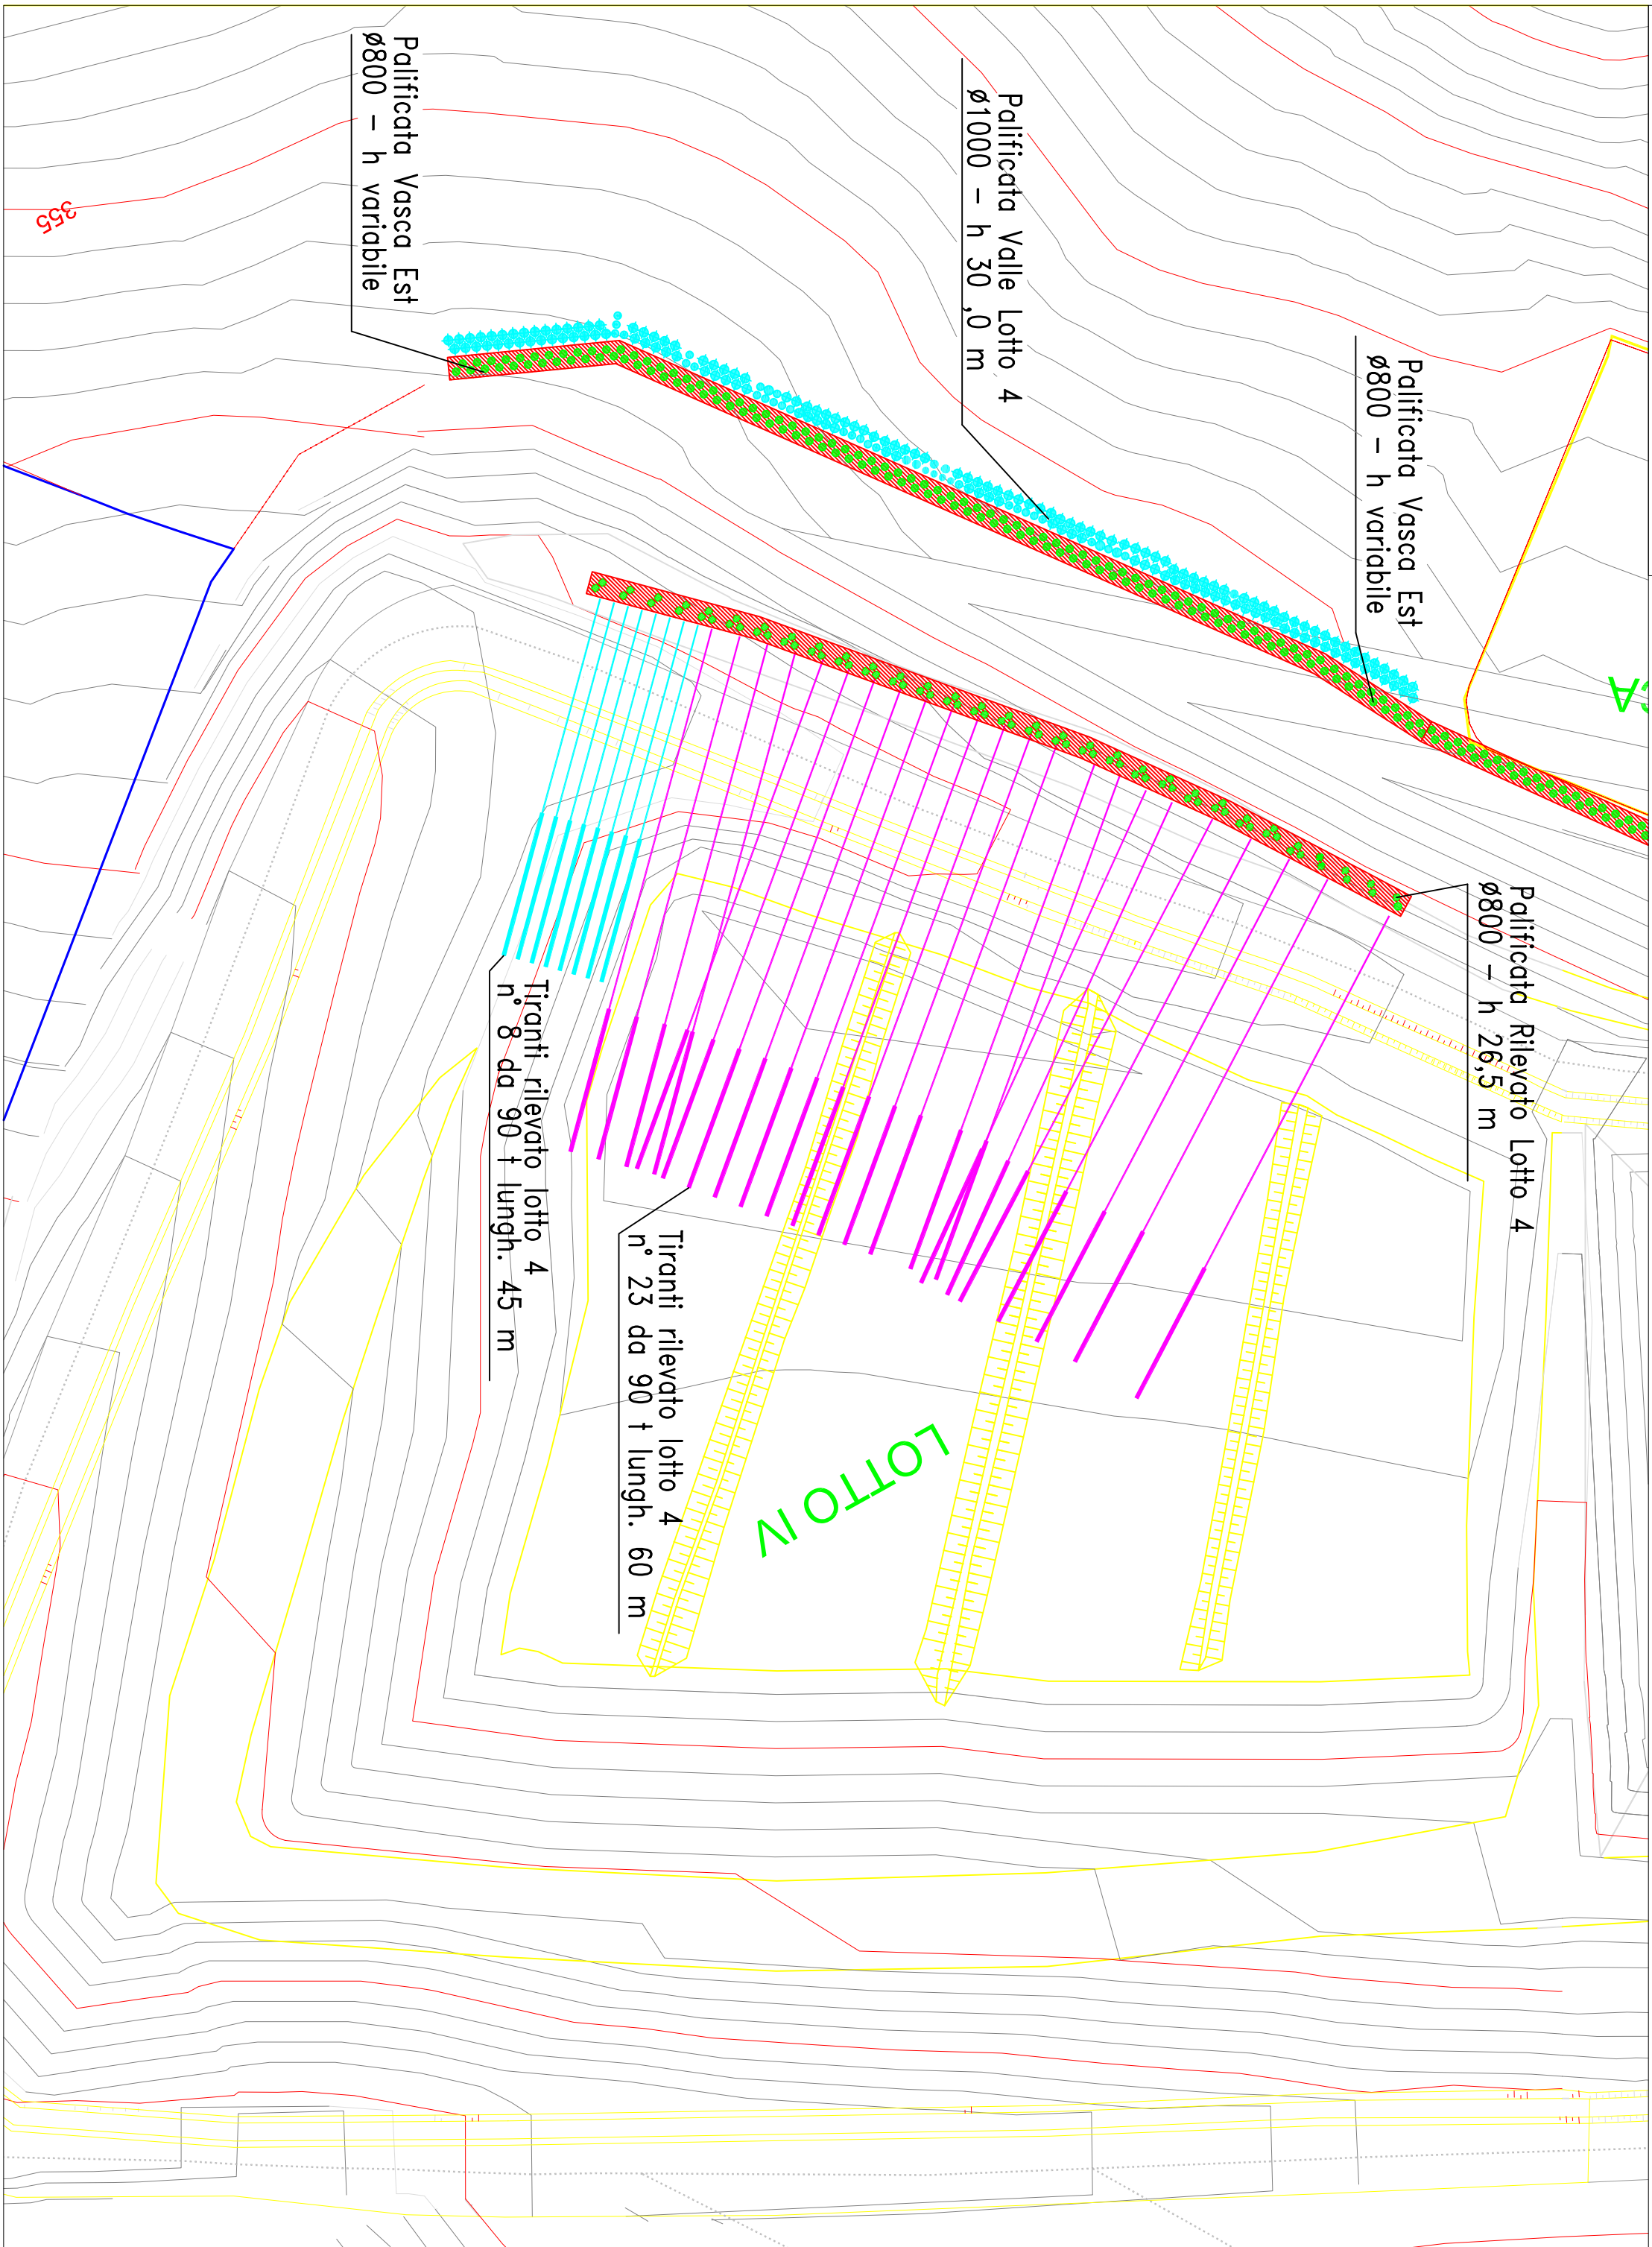 Palificata Vasca Est
ø800 - h variabile
Palificata Valle Lotto 4
ø1000 - h 30 ,0 m
Palificata Vasca Est
ø800 - h variabile
Palificata Rilevato Lotto 4
ø800 - h 26,5 m
Tiranti rilevato lotto 4
n° 8 da 90 t lungh. 45 m
Tiranti rilevato lotto 4
n° 23 da 90 t lungh. 60 m
LOTTO IV
355